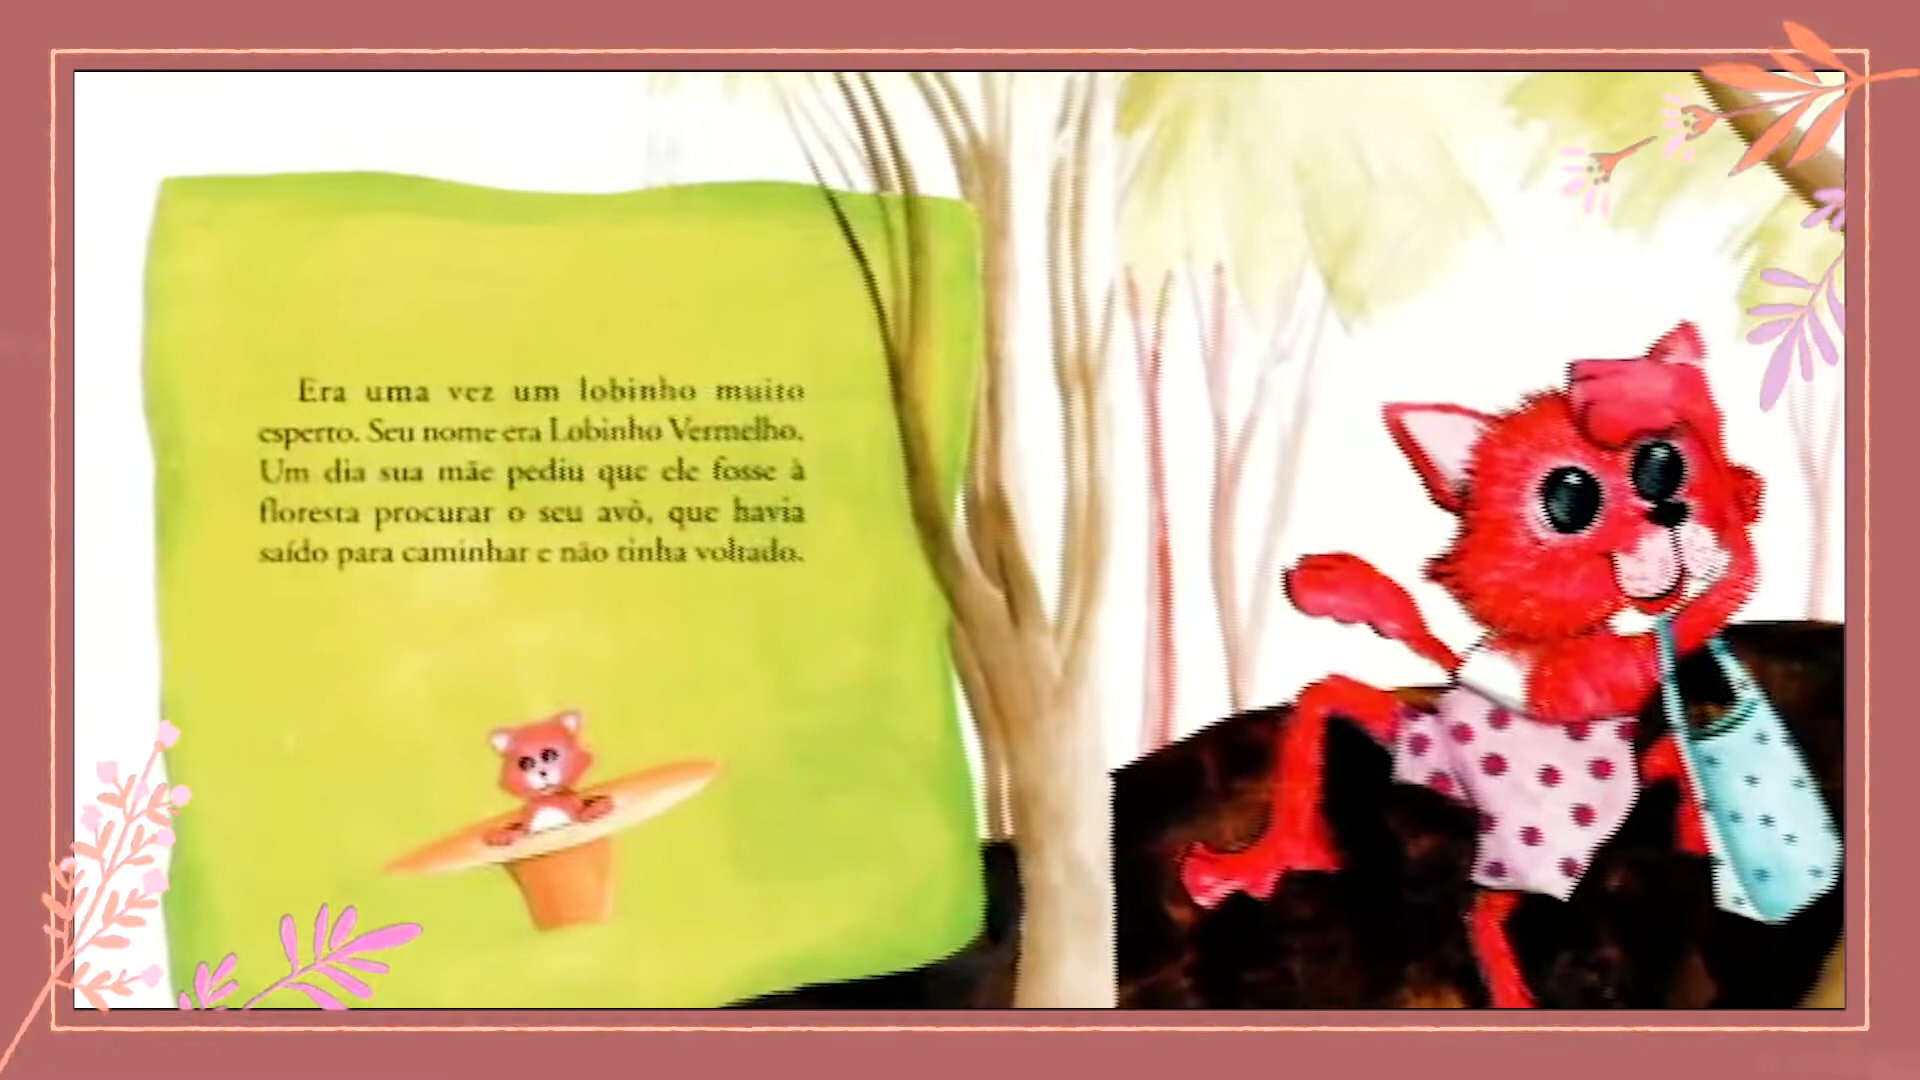 Era uma vez um lobinho muito
esperto. Seu nome era Lobinho Vermelho.
Um dia sua mãe pediu que ele fosse à
floresta procurar o seu avô, que havia
saído para caminhar e não tinha voltado.